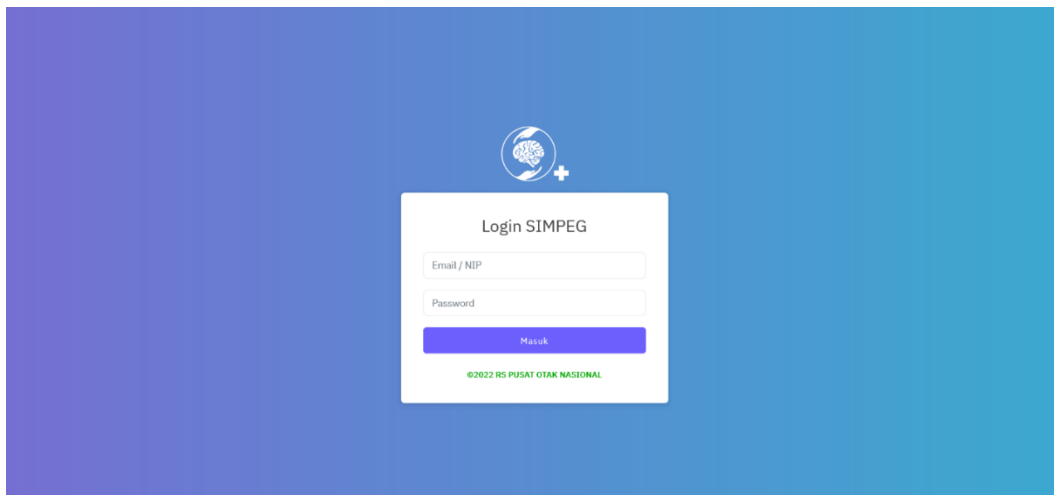 Login SIMPEG
Email / NIP
Password
Masuk
©2022 RS PUSAT OTAK NASIONAL